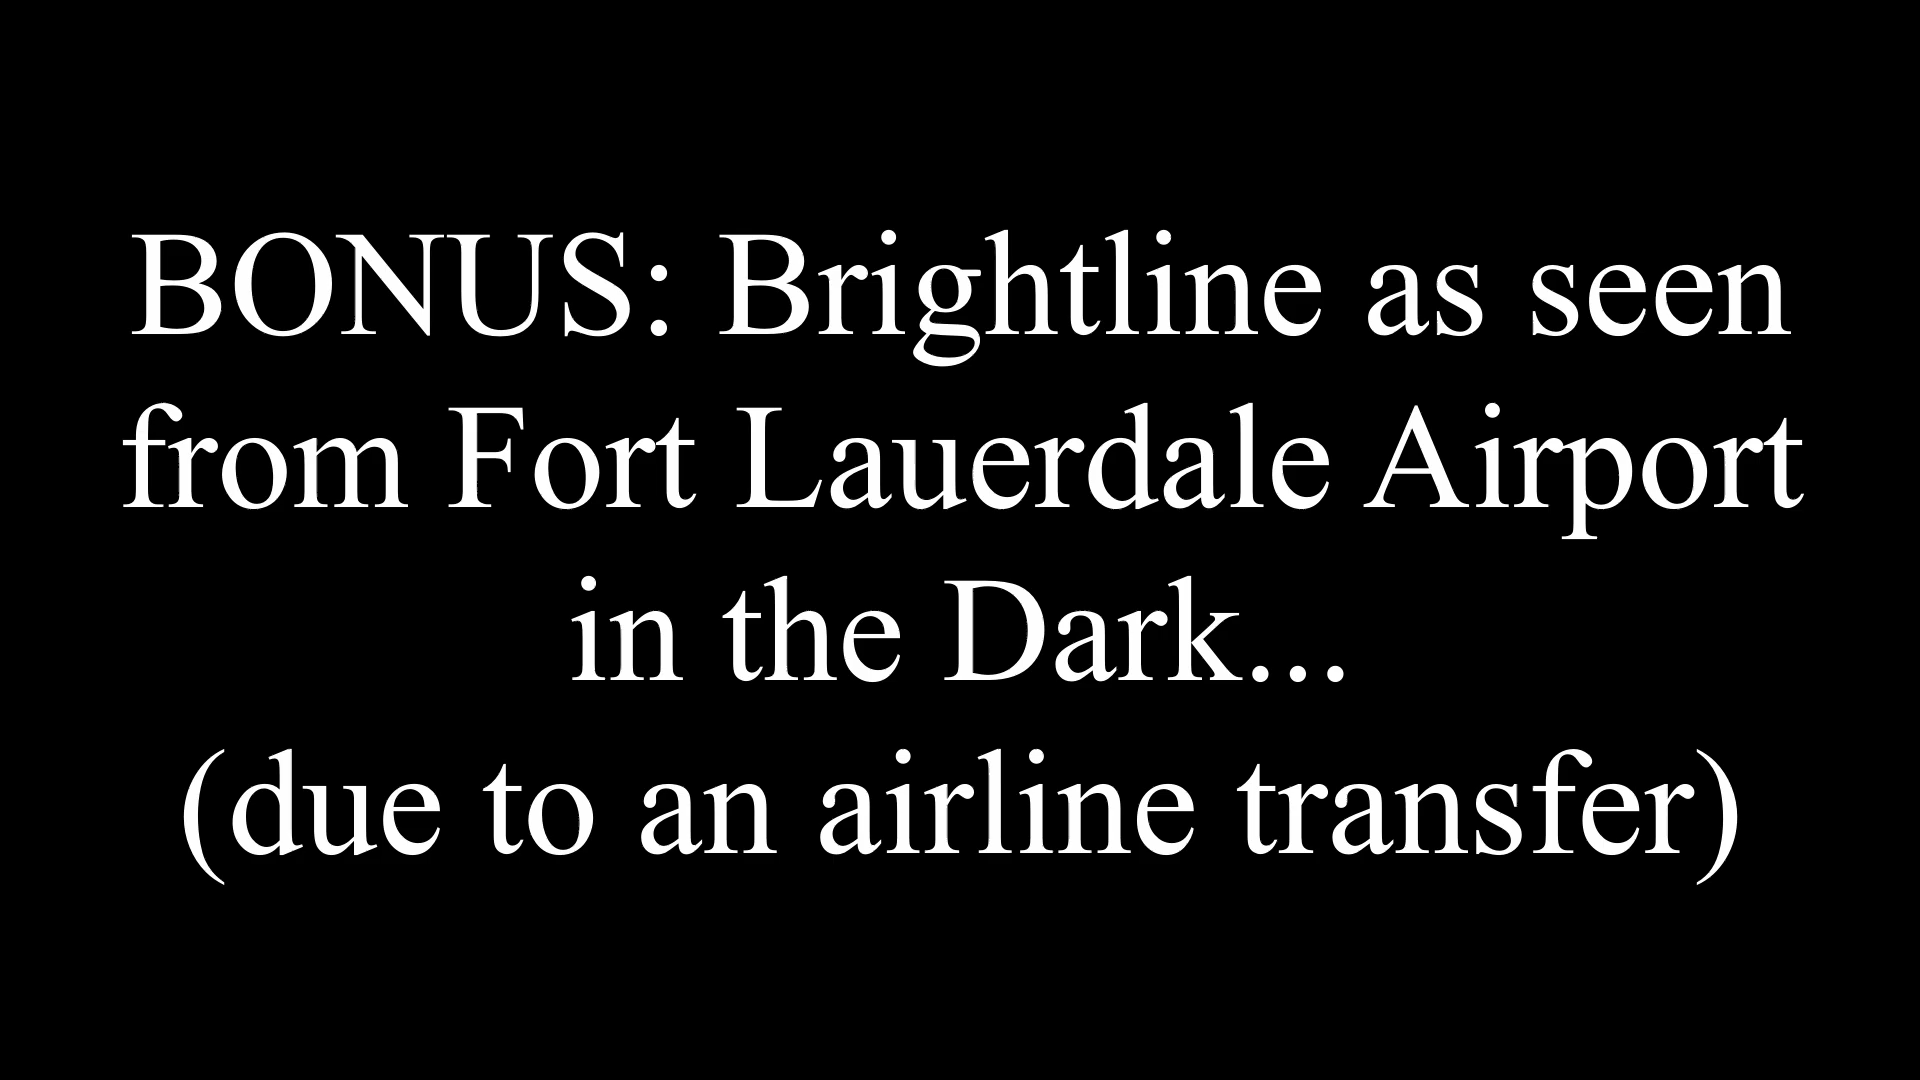 BONUS: Brightline as seen
from Fort Lauerdale Airport
in the Dark...
(due to an airline transfer)